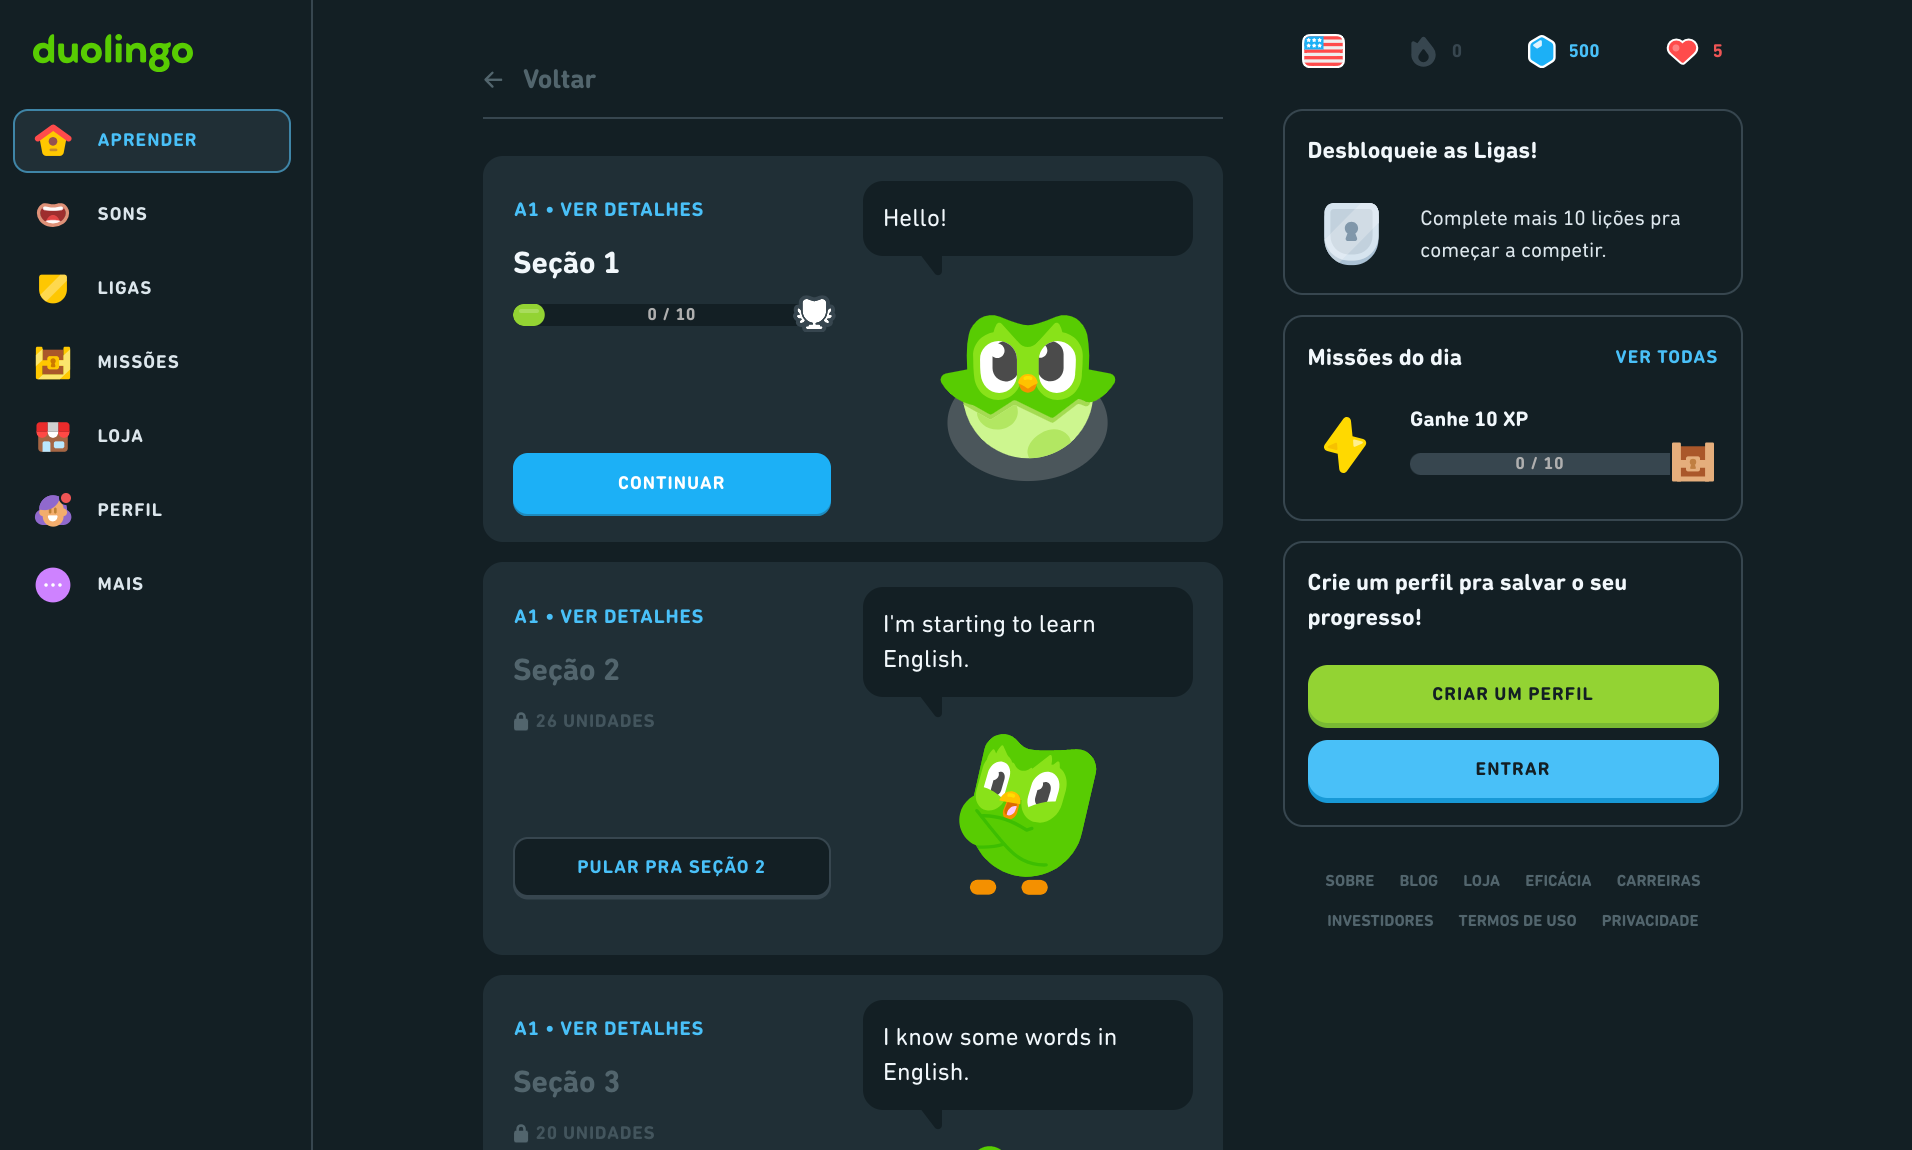 duolingo
APRENDER
SONS
LIGAS
MISSÕES
LOJA
PERFIL
MAIS
Voltar
A1 • VER DETALHES
Seção 1
0 / 10
CONTINUAR
Hello!
A1 • VER DETALHES
Seção 2
26 UNIDADES
PULAR PRA SEÇÃO 2
I'm starting to learn
English.
A1 • VER DETALHES
Seção 3
20 UNIDADES
I know some words in
English.
0
500
5
Desbloqueie as Ligas!
Complete mais 10 lições pra
começar a competir.
Missões do dia
VER TODAS
Ganhe 10 XP
0 / 10
Crie um perfil pra salvar o seu
progresso!
CRIAR UM PERFIL
ENTRAR
SOBRE BLOG LOJA EFICÁCIA CARREIRAS
INVESTIDORES TERMOS DE USO PRIVACIDADE